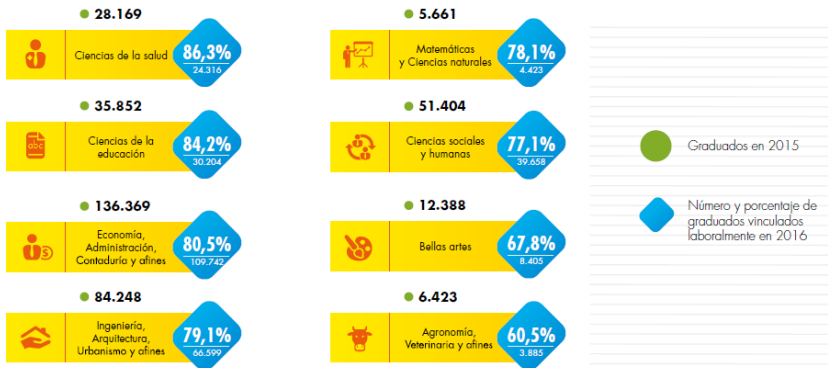 28.169
Ciencias de la salud
86,3%
24.316
35.852
abc
Ciencias de la
educación
84,2%
30.204
136.369
Economía,
Administración,
Contaduría y afines
$
80,5%
109.742
84.248
Ingeniería,
Arquitectura,
Urbanismo y afines
79,1%
66.599
5.661
Matemáticas
y Ciencias naturales
78,1%
4.423
51.404
Ciencias sociales
y humanas
77,1%
39.658
12.388
Bellas artes
67,8%
8.405
6.423
Agronomía,
Veterinaria y afines
60,5%
3.885
Graduados en 2015
Número y porcentaje de
graduados vinculados
laboralmente en 2016